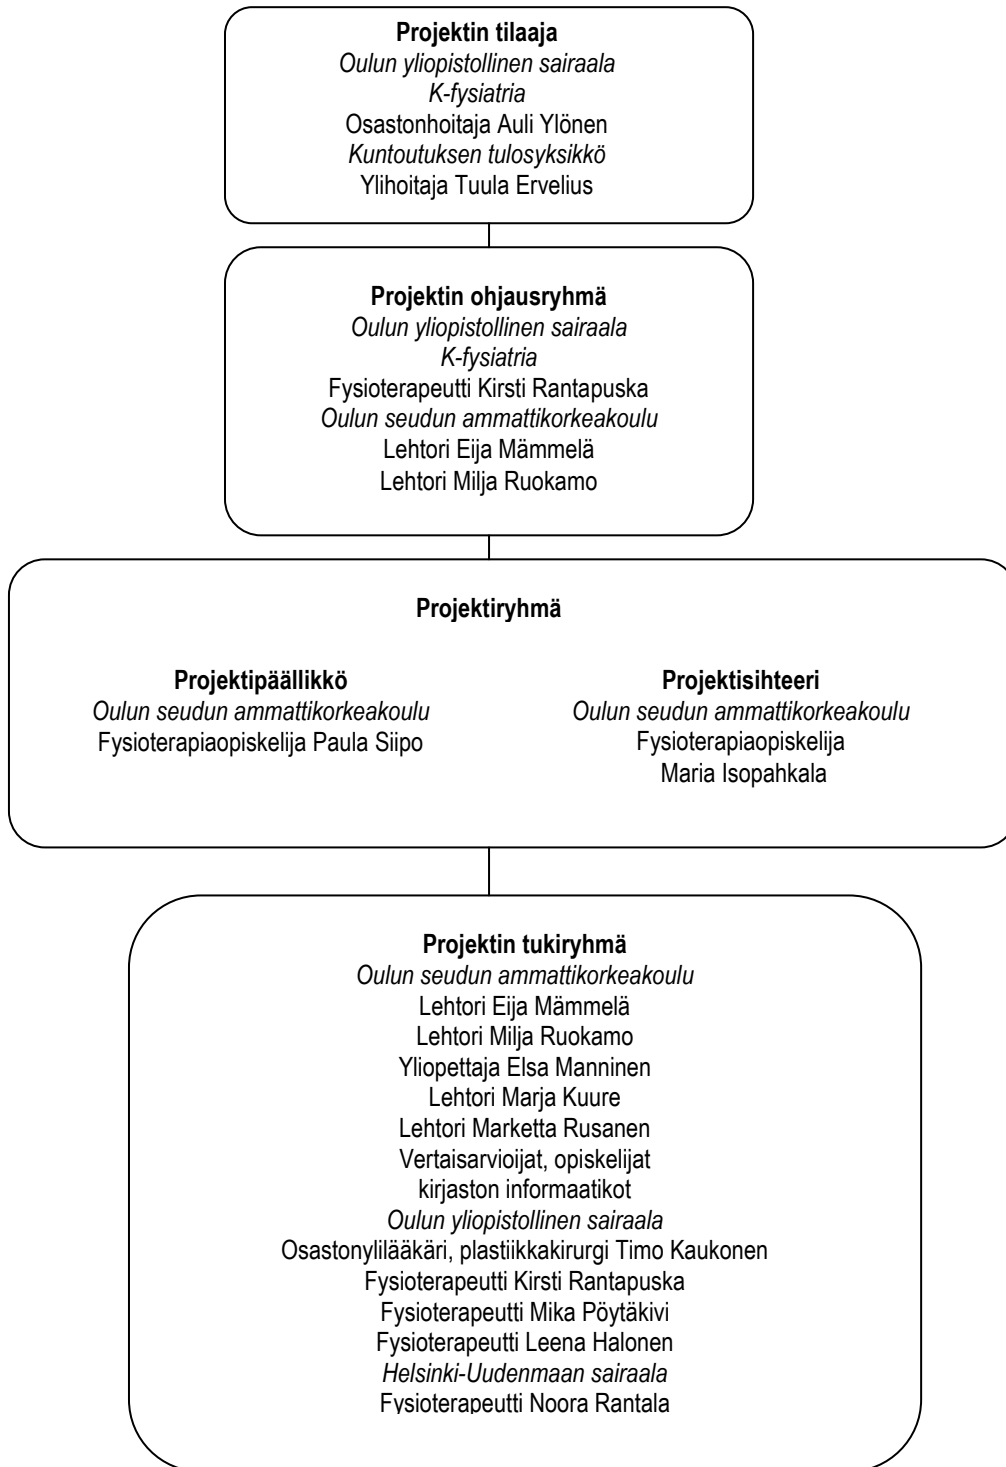 Projektin tilaaja
Oulun yliopistollinen sairaala
K-fysiatria
Osastonhoitaja Auli Ylönen
Kuntoutuksen tulosyksikkö
Ylihoitaja Tuula Ervelius
Projektin ohjausryhmä
Oulun yliopistollinen sairaala
K-fysiatria
Fysioterapeutti Kirsti Rantapuska
Oulun seudun ammattikorkeakoulu
Lehtori Eija Mämmelä
Lehtori Milja Ruokamo
Projektiryhmä
Projektipäällikkö
Oulun seudun ammattikorkeakoulu
Fysioterapiaopiskelija Paula Siipo
Projektisihteeri
Oulun seudun ammattikorkeakoulu
Fysioterapiaopiskelija
Maria Isopahkala
Projektin tukiryhmä
Oulun seudun ammattikorkeakoulu
Lehtori Eija Mämmelä
Lehtori Milja Ruokamo
Yliopettaja Elsa Manninen
Lehtori Marja Kuure
Lehtori Marketta Rusanen
Vertaisarvioijat, opiskelijat
kirjaston informaatikot
Oulun yliopistollinen sairaala
Osastonylilääkäri, plastiikkakirurgi Timo Kaukonen
Fysioterapeutti Kirsti Rantapuska
Fysioterapeutti Mika Pöytäkivi
Fysioterapeutti Leena Halonen
Helsinki-Uudenmaan sairaala
Fysioterapeutti Noora Rantala